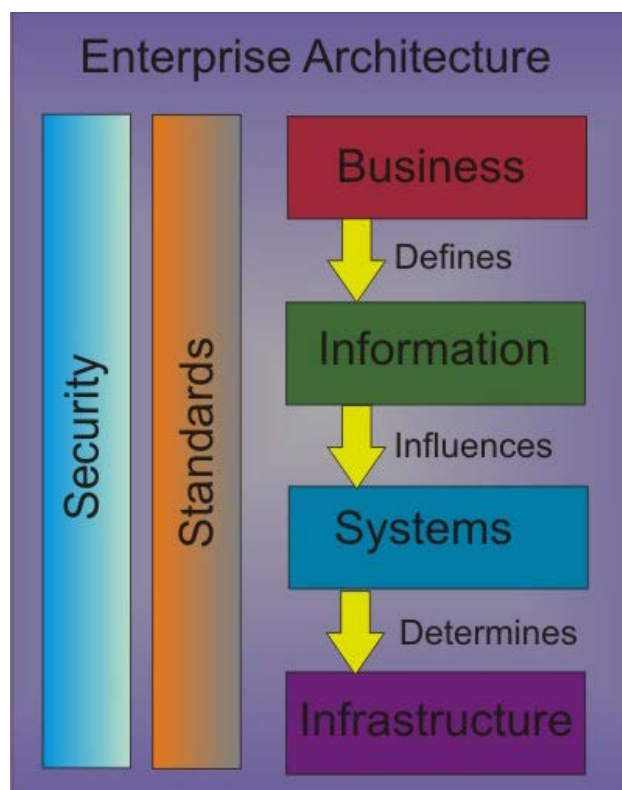 Enterprise Architecture
Security
Standards
Business
Defines
Information
Influences
Systems
Determines
Infrastructure